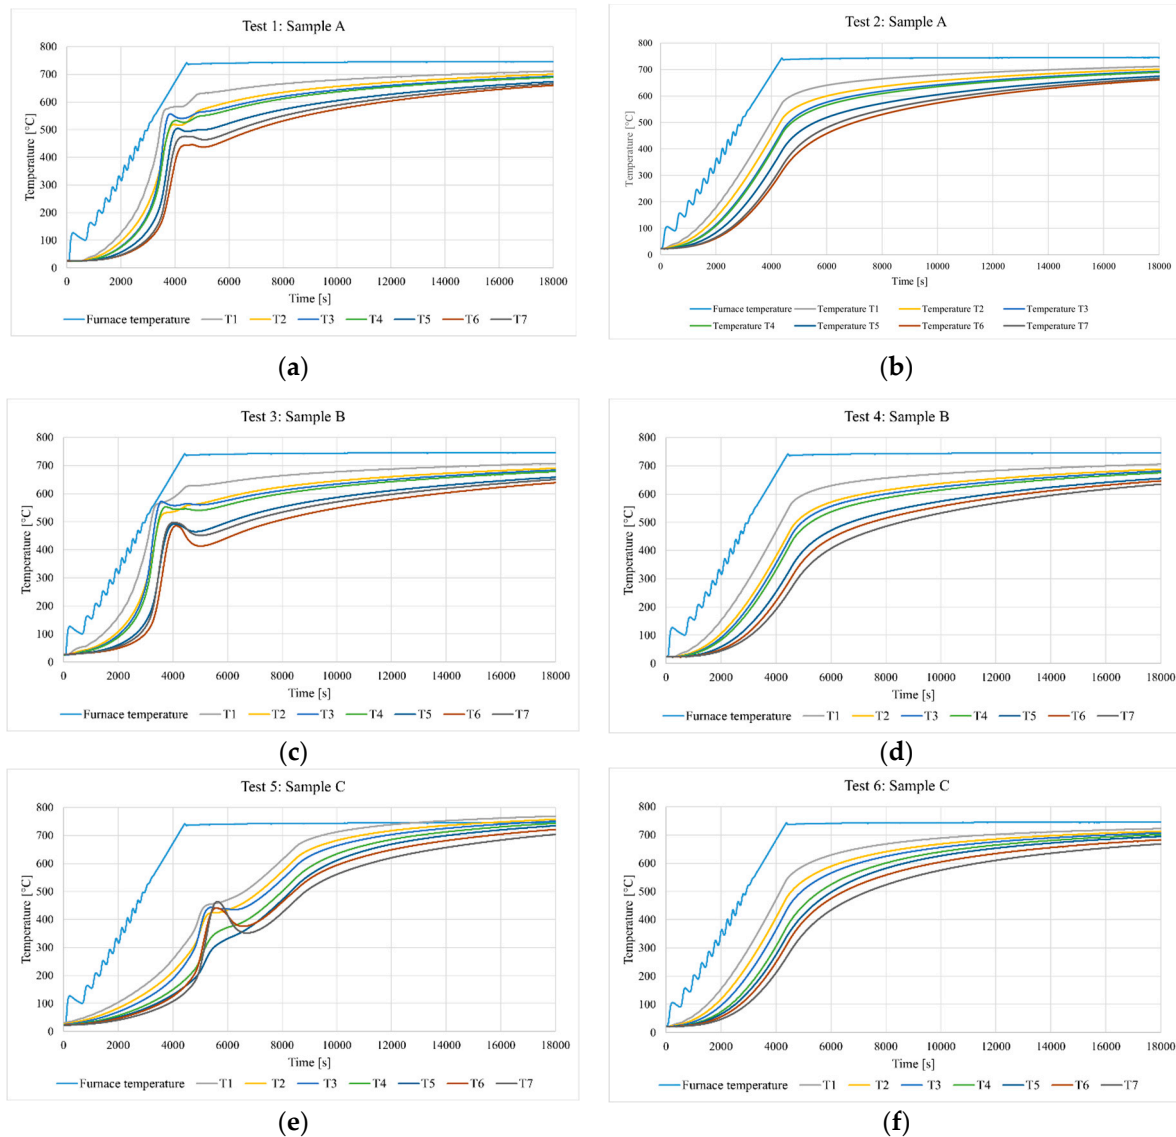 Test 1: Sample A
Temperature [°C]
800
700
600
500
400
300
200
100
0
0 2000 4000 6000 8000 10000 12000 14000 16000 18000
Time [s]
Furnace temperature T1 T2 T3 T4 T5 T6 T7
(a)
Test 2: Sample A
Temperature [°C]
800
700
600
500
400
300
200
100
0
0 2000 4000 6000 8000 10000 12000 14000 16000 18000
Time [s]
Furnace temperature Temperature T1 Temperature T2 Temperature T3
Temperature T4 Temperature T5 Temperature T6 Temperature T7
(b)
Test 3: Sample B
Temperature [°C]
800
700
600
500
400
300
200
100
0
0 2000 4000 6000 8000 10000 12000 14000 16000 18000
Time [s]
Furnace temperature T1 T2 T3 T4 T5 T6 T7
(c)
Test 4: Sample B
Temperature [°C]
800
700
600
500
400
300
200
100
0
0 2000 4000 6000 8000 10000 12000 14000 16000 18000
Time [s]
Furnace temperature T1 T2 T3 T4 T5 T6 T7
(d)
Test 5: Sample C
Temperature [°C]
800
700
600
500
400
300
200
100
0
0 2000 4000 6000 8000 10000 12000 14000 16000 18000
Time [s]
Furnace temperature T1 T2 T3 T4 T5 T6 T7
(e)
Test 6: Sample C
Temperature [°C]
800
700
600
500
400
300
200
100
0
0 2000 4000 6000 8000 10000 12000 14000 16000 18000
Time [s]
Furnace temperature T1 T2 T3 T4 T5 T6 T7
(f)